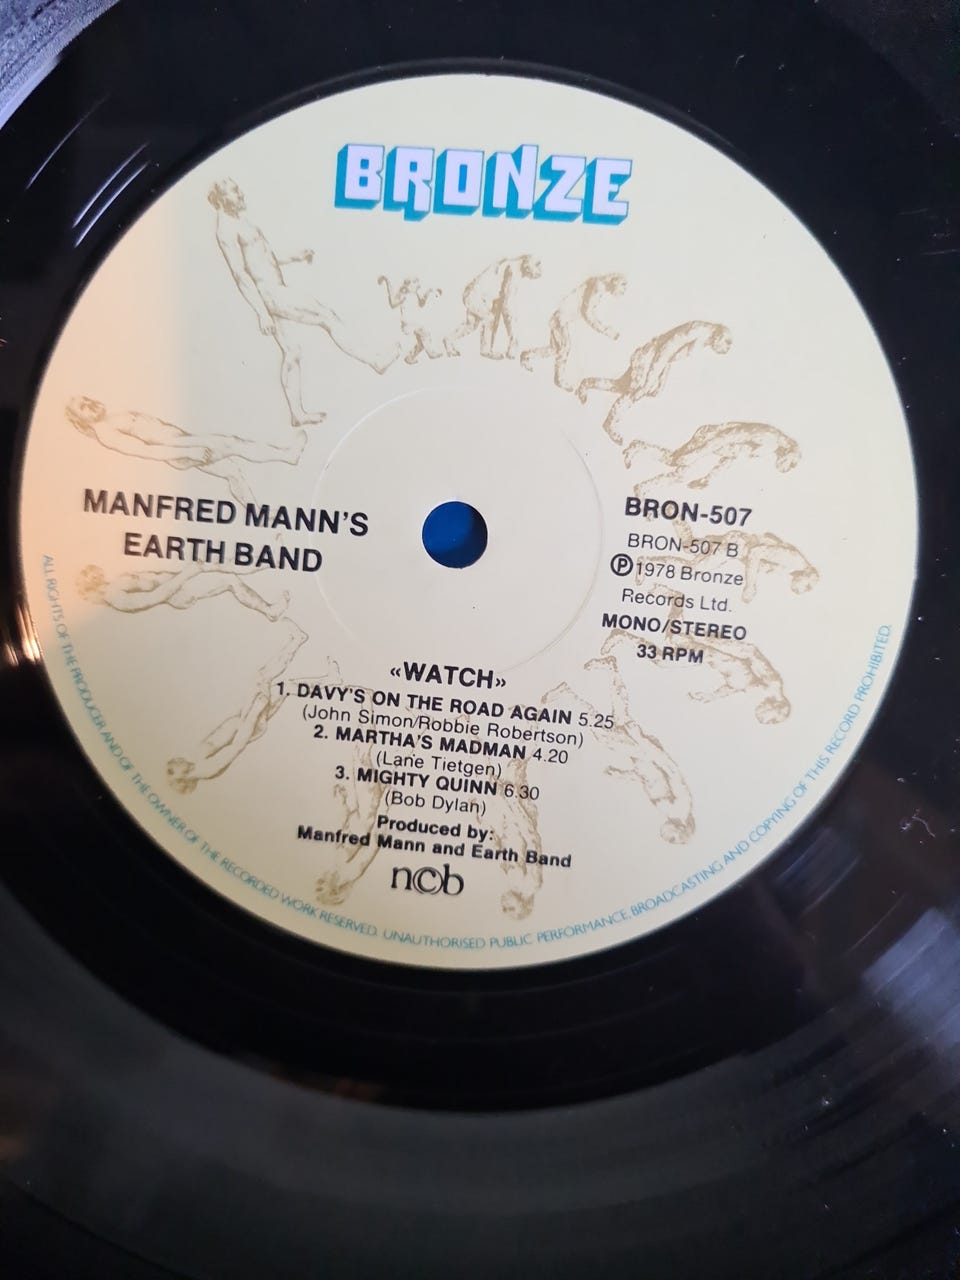 BRONZE
MANFRED MANN'S
EARTH BAND
BRON-507
BRON-507 B
Ⓟ1978 Bronze
Records Ltd.
MONO/STEREO
33 RPM
«WATCH»
1. DAVY'S ON THE ROAD AGAIN 5.25
(John Simon/Robbie Robertson)
2. MARTHA'S MADMAN 4.20
(Lane Tietgen)
3. MIGHTY QUINN 6.30
(Bob Dylan)
Produced by:
Manfred Mann and Earth Band
n©b
ALL RIGHTS OF THE PRODUCER AND OF THE OWNER OF THE RECORDED WORK RESERVED. UNAUTHORISED PUBLIC PERFORMANCE, BROADCASTING AND COPYING OF THIS RECORD PROHIBITED.